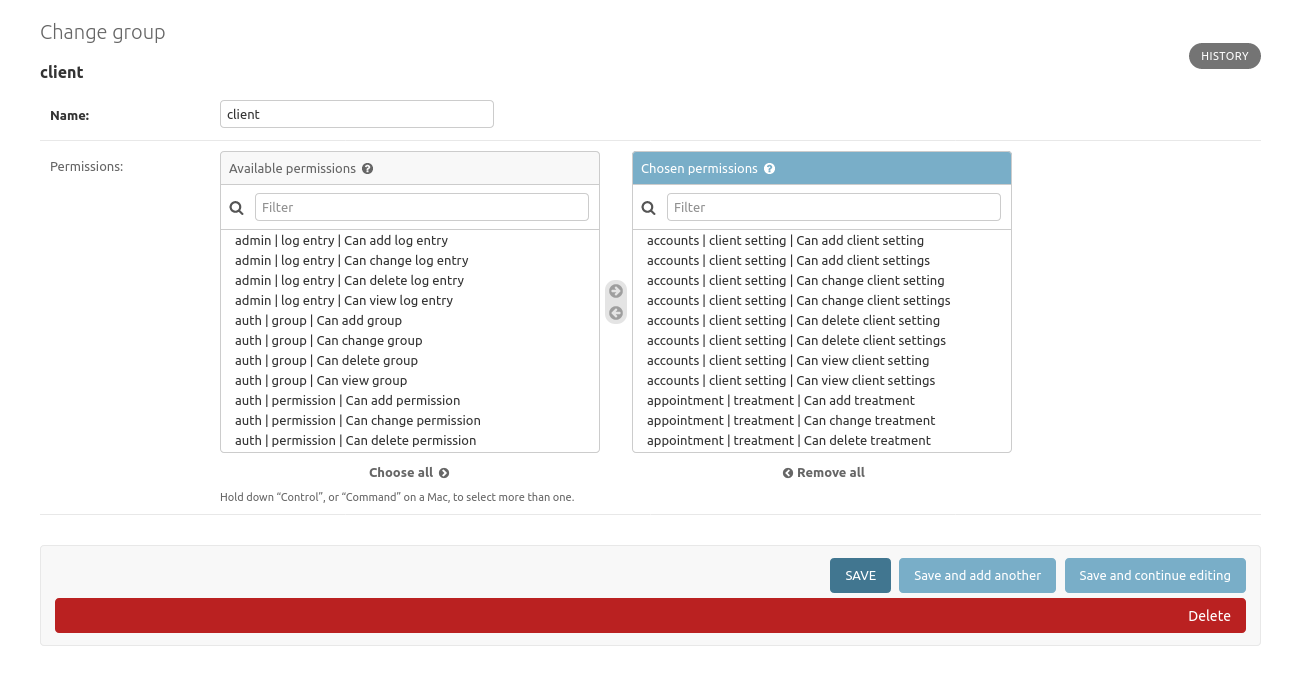 Change group
HISTORY
client
Name:
client
Permissions:
Available permissions ?
Filter
admin | log entry | Can add log entry
admin | log entry | Can change log entry
admin | log entry | Can delete log entry
admin | log entry | Can view log entry
auth | group | Can add group
auth | group | Can change group
auth | group | Can delete group
auth | group | Can view group
auth | permission | Can add permission
auth | permission | Can change permission
auth | permission | Can delete permission
Choose all
Hold down “Control”, or “Command” on a Mac, to select more than one.
Chosen permissions ?
Filter
accounts | client setting | Can add client setting
accounts | client setting | Can add client settings
accounts | client setting | Can change client setting
accounts | client setting | Can change client settings
accounts | client setting | Can delete client setting
accounts | client setting | Can delete client settings
accounts | client setting | Can view client setting
accounts | client setting | Can view client settings
appointment | treatment | Can add treatment
appointment | treatment | Can change treatment
appointment | treatment | Can delete treatment
Remove all
SAVE
Save and add another
Save and continue editing
Delete